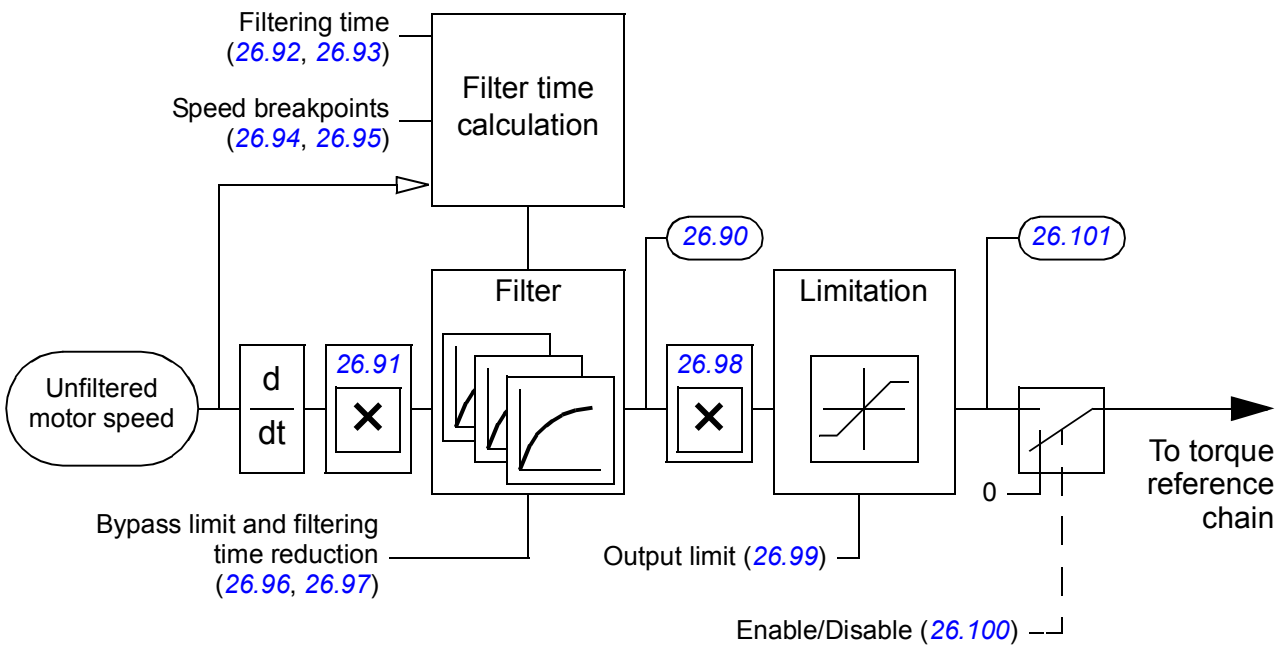 Filtering time
(26.92, 26.93)
Speed breakpoints
(26.94, 26.95)
Filter time
calculation
26.90
26.101
Filter
Limitation
Unfiltered
motor speed
d
dt
26.91
×
26.98
×
0
To torque
reference
chain
Bypass limit and filtering
time reduction
(26.96, 26.97)
Output limit (26.99)
Enable/Disable (26.100)